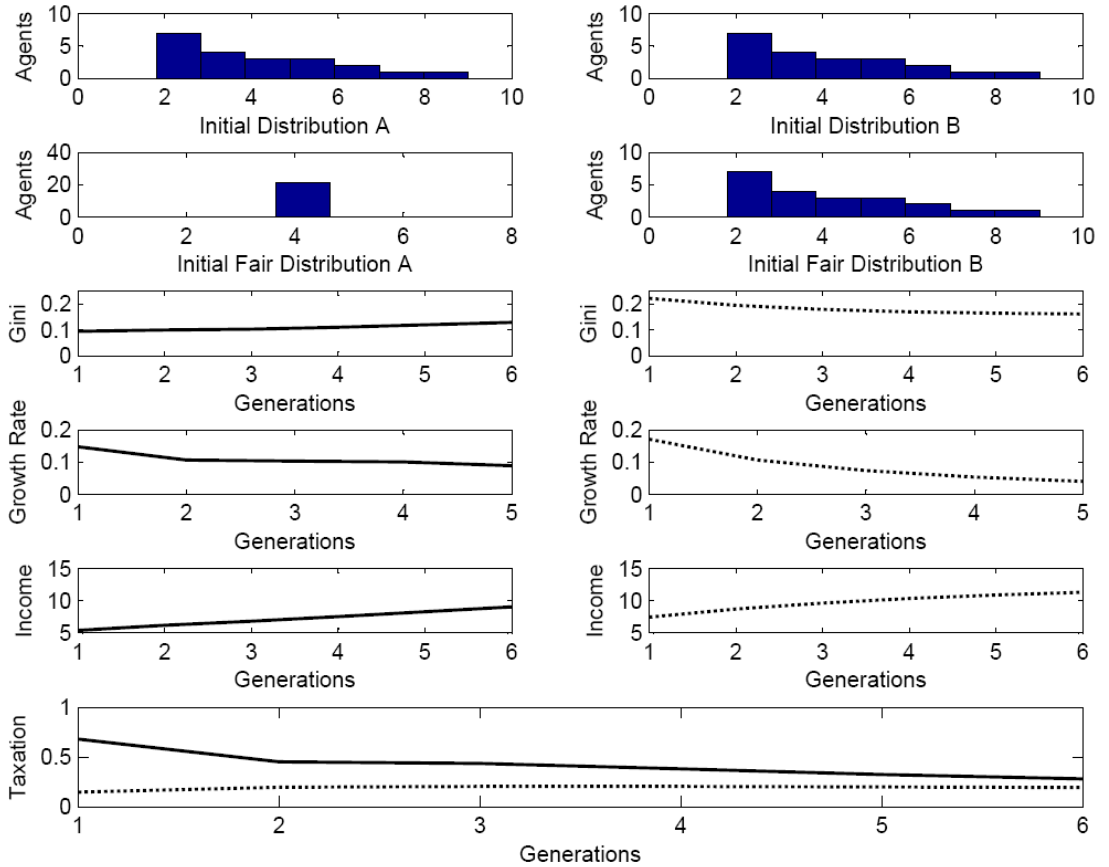 10
5
0
Agents
0 2 4 6 8 10
Initial Distribution A
10
5
0
Agents
0 2 4 6 8 10
Initial Distribution B
40
20
0
Agents
0 2 4 6 8
Initial Fair Distribution A
10
5
0
Agents
0 2 4 6 8 10
Initial Fair Distribution B
0.2
0.1
0
Gini
1 2 3 4 5 6
Generations
0.2
0.1
0
Gini
1 2 3 4 5 6
Generations
0.2
0.1
0
Growth Rate
1 2 3 4 5
Generations
0.2
0.1
0
Growth Rate
1 2 3 4 5
Generations
15
10
5
Income
1 2 3 4 5 6
Generations
15
10
5
Income
1 2 3 4 5 6
Generations
1
0.5
0
Taxation
1 2 3 4 5 6
Generations